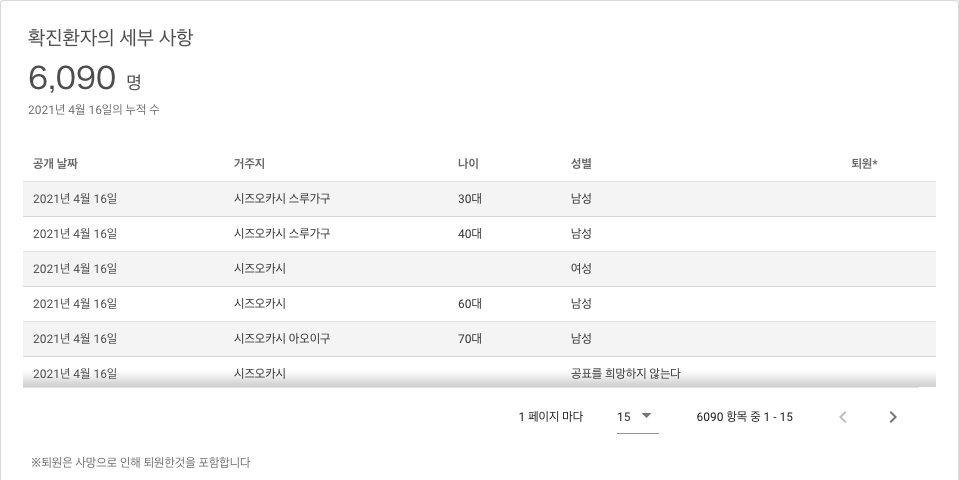 확진환자의 세부 사항
6,090 명
2021년 4월 16일의 누적 수
공개 날짜 거주지 나이 성별 퇴원*
2021년 4월 16일 시즈오카시 스루가구 30대 남성
2021년 4월 16일 시즈오카시 스루가구 40대 남성
2021년 4월 16일 시즈오카시 여성
2021년 4월 16일 시즈오카시 60대 남성
2021년 4월 16일 시즈오카시 아오이구 70대 남성
2021년 4월 16일 시즈오카시 공표를 희망하지 않는다
1 페이지 마다 15 6090 항목 중 1 - 15
※퇴원은 사망으로 인해 퇴원한것을 포함합니다